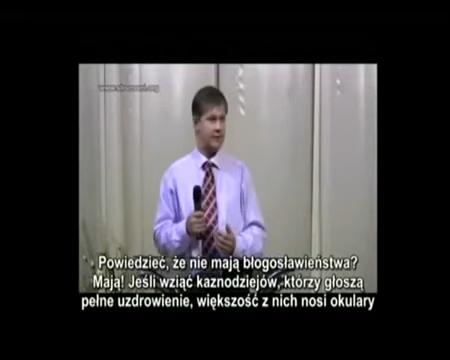 Powiedzieć, że nie mają błogosławieństwa?
Mają! Jeśli wziąć kaznodziejów, którzy głoszą
pełne uzdrowienie, większość z nich nosi okulary